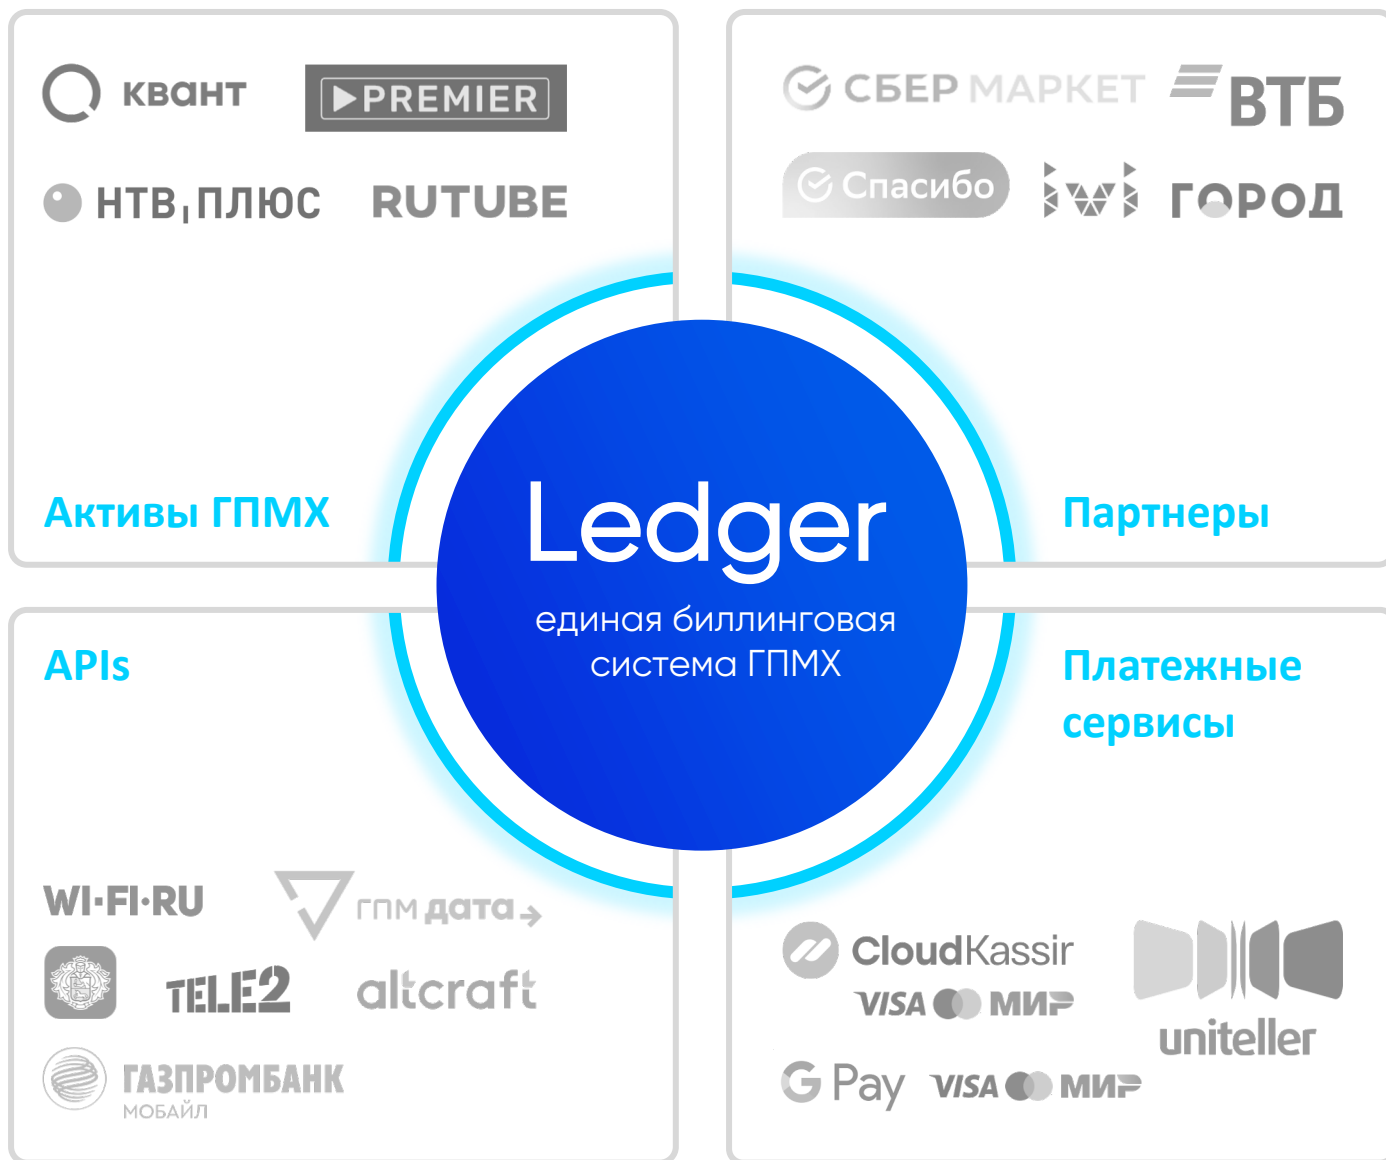 КВАНТ
PREMIER
НТВ ПЛЮС
RUTUBE
Активы ГПМХ
СБЕР МАРКЕТ
ВТБ
Спасибо
ivi
ГОРОД
Партнеры
Ledger
единая биллинговая
система ГПМХ
APIs
WI·FI·RU
ГПМ ДАТА
TELE2
altcraft
ГАЗПРОМБАНК
МОБАЙЛ
Платежные
сервисы
CloudKassir
VISA МИР
uniteller
G Pay VISA МИР